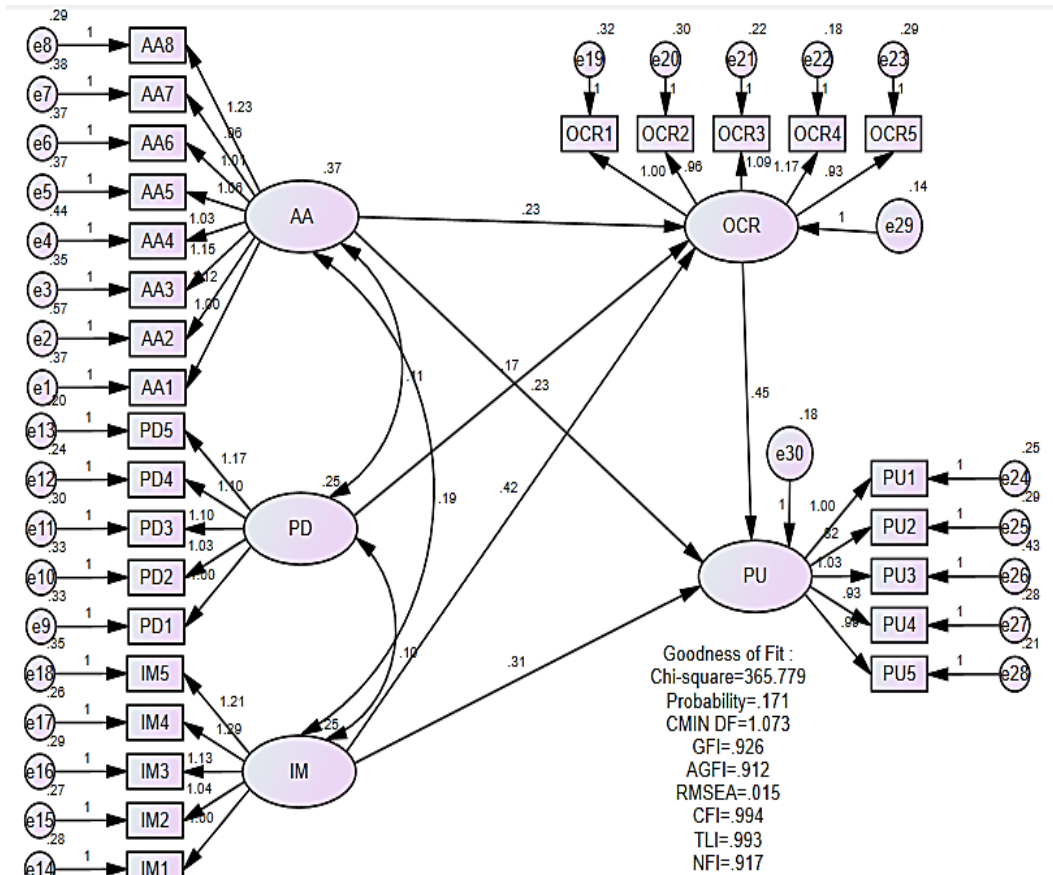 .29
e8 1 AA8
.38
e7 1 AA7
.37
e6 1 AA6
.37
e5 1 AA5
.44
e4 1 AA4
.35
e3 1 AA3
.57
e2 1 AA2
.37
e1 1 AA1
.20
e13 1 PD5
.24
e12 1 PD4
.30
e11 1 PD3
.33
e10 1 PD2
.33
e9 1 PD1
.35
e18 1 IM5
.26
e17 1 IM4
.29
e16 1 IM3
.27
e15 1 IM2
.28
e14 1 IM1
1.23
.96
1.01
1.06
1.03
1.15
1.12
1.00
.37
AA
1.17
1.10
1.10
1.03
1.00
.25
PD
1.21
1.29
1.13
1.04
1.00
.25
IM
.11
.19
.10
.23
.17
.23
.42
.31
.45
.32 .30 .22 .18 .29
e19 e20 e21 e22 e23
1 1 1 1 1
OCR1 OCR2 OCR3 OCR4 OCR5
1.00 .96 1.09 1.17 .93
OCR
.14
1 e29
.18
e30
1
PU
1.00
.82
1.03
.93
.25
PU1 1 e24
.29
PU2 1 e25
.43
PU3 1 e26
.28
PU4 1 e27
.21
PU5 1 e28
Goodness of Fit :
Chi-square=365.779
Probability=.171
CMIN DF=1.073
GFI=.926
AGFI=.912
RMSEA=.015
CFI=.994
TLI=.993
NFI=.917